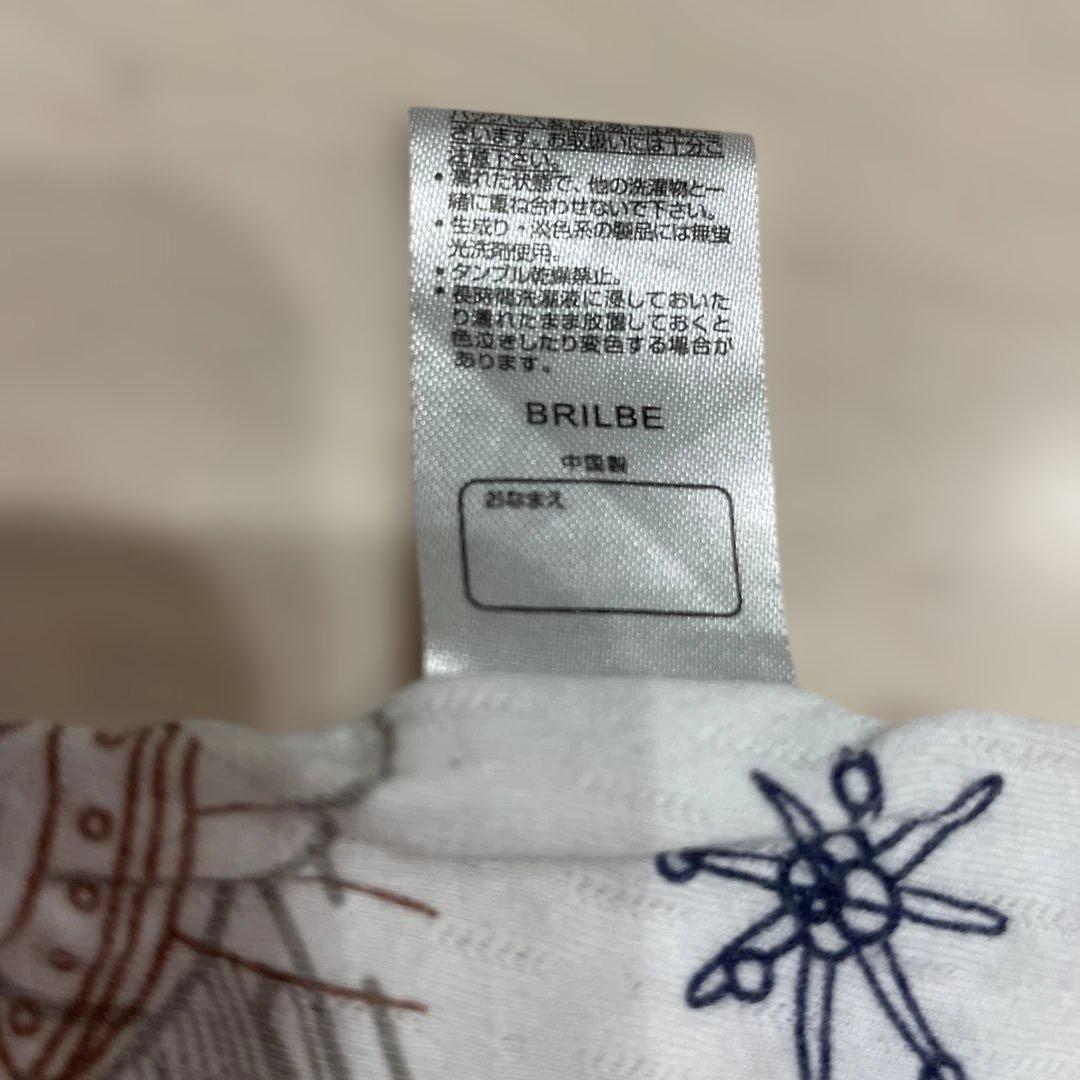 ざいます。お取扱いには十分ご
注意下さい。
・濡れた状態で、他の洗濯物と一
緒に重ね合わせないで下さい。
・生成り・淡色系の製品には無蛍
光洗剤使用。
・タンブル乾燥禁止。
・長時間洗濯液に浸しておいた
り濡れたまま放置しておくと
色泣きしたり変色する場合が
あります。
BRILBE
中国製
おなまえ